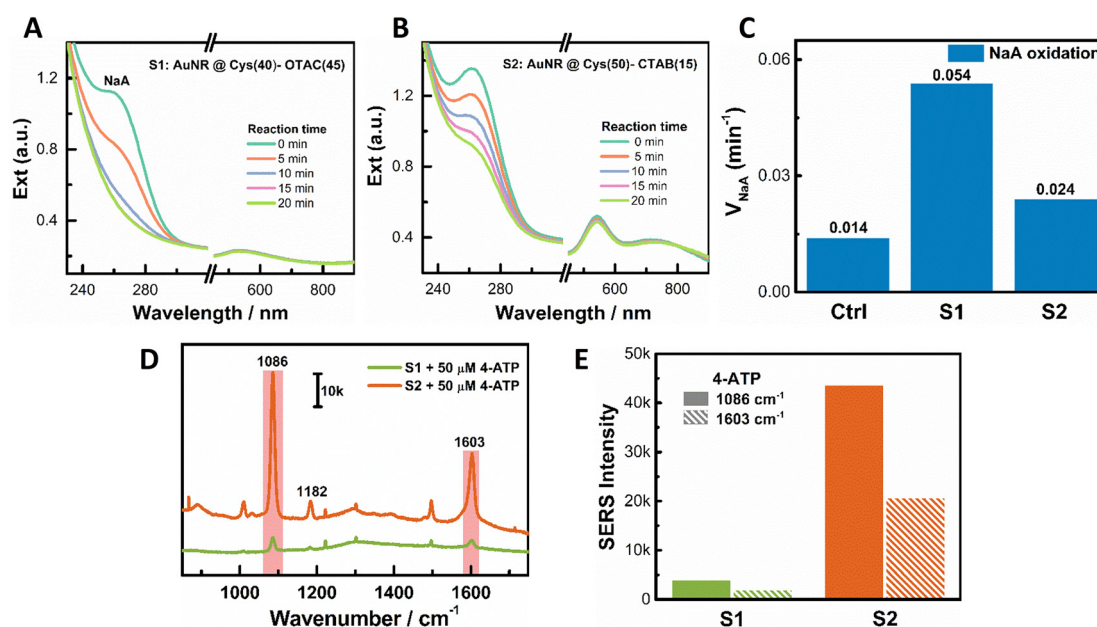 A
S1: AuNR @ Cys(40)- OTAC(45)
NaA
Reaction time
0 min
5 min
10 min
15 min
20 min
Ext (a.u.)
1.2
0.8
0.4
240
280
600
800
Wavelength / nm
B
S2: AuNR @ Cys(50)- CTAB(15)
Reaction time
0 min
5 min
10 min
15 min
20 min
Ext (a.u.)
1.2
0.8
0.4
240
280
400
600
800
Wavelength / nm
C
NaA oxidation
V_NaA (min⁻¹)
0.06
0.03
0.00
0.014
0.054
0.024
Ctrl
S1
S2
D
1086
10k
S1 + 50 μM 4-ATP
S2 + 50 μM 4-ATP
1182
1603
1000
1200
1400
1600
Wavenumber / cm⁻¹
E
4-ATP
1086 cm⁻¹
1603 cm⁻¹
SERS Intensity
50k
40k
30k
20k
10k
0
S1
S2